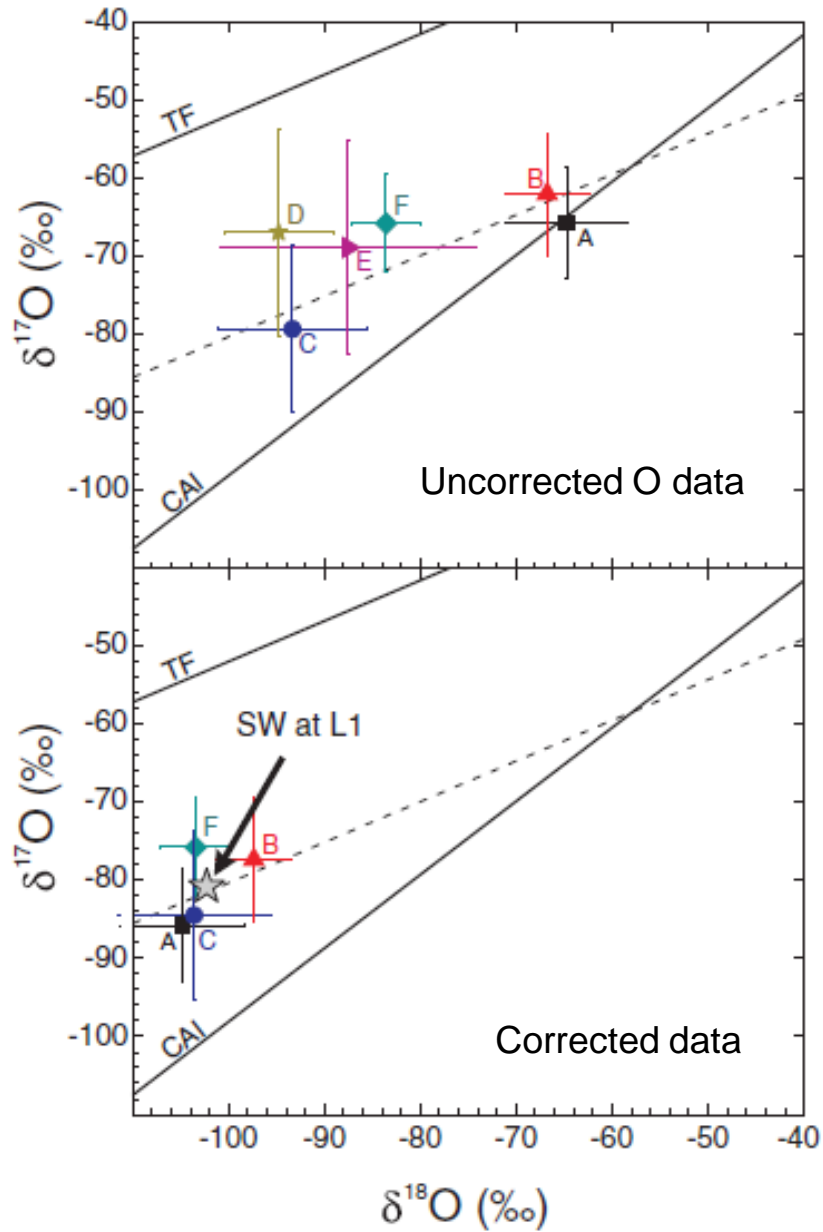 -40
-50
-60
-70
-80
-90
-100
δ¹⁷O (‰)
TF
CAI
A
B
C
D
E
F
Uncorrected O data
-50
-60
-70
-80
-90
-100
δ¹⁷O (‰)
TF
CAI
SW at L1
F
B
A
C
Corrected data
-100 -90 -80 -70 -60 -50 -40
δ¹⁸O (‰)